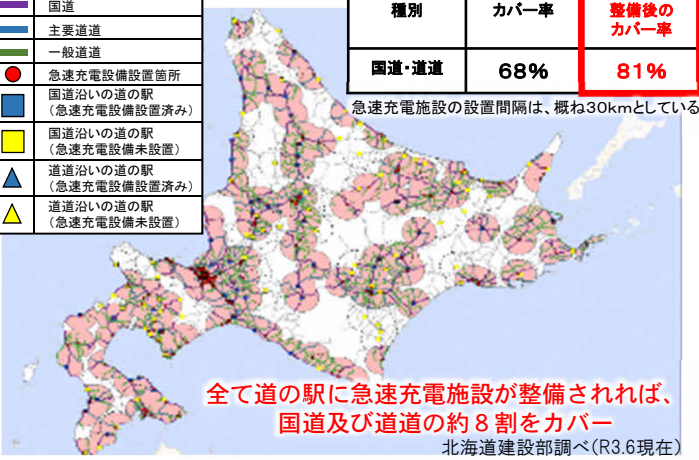 国道
主要道道
一般道道
急速充電設備設置箇所
国道沿いの道の駅
（急速充電設備設置済み）
国道沿いの道の駅
（急速充電設備未設置）
道道沿いの道の駅
（急速充電設備設置済み）
道道沿いの道の駅
（急速充電設備未設置）
種別 カバー率 整備後の
カバー率
国道・道道 68% 81%
急速充電施設の設置間隔は、概ね30kmとしている
全て道の駅に急速充電施設が整備されれば、
国道及び道道の約８割をカバー
北海道建設部調べ(R3.6現在)